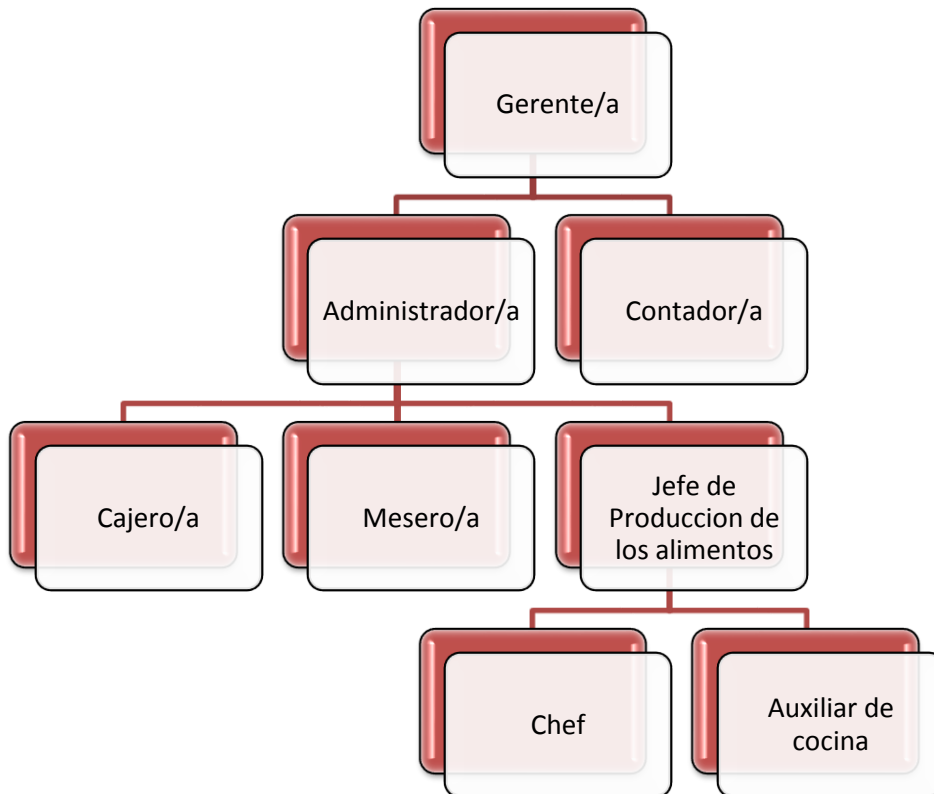 Gerente/a
Administrador/a
Contador/a
Cajero/a
Mesero/a
Jefe de
Produccion de
los alimentos
Chef
Auxiliar de
cocina